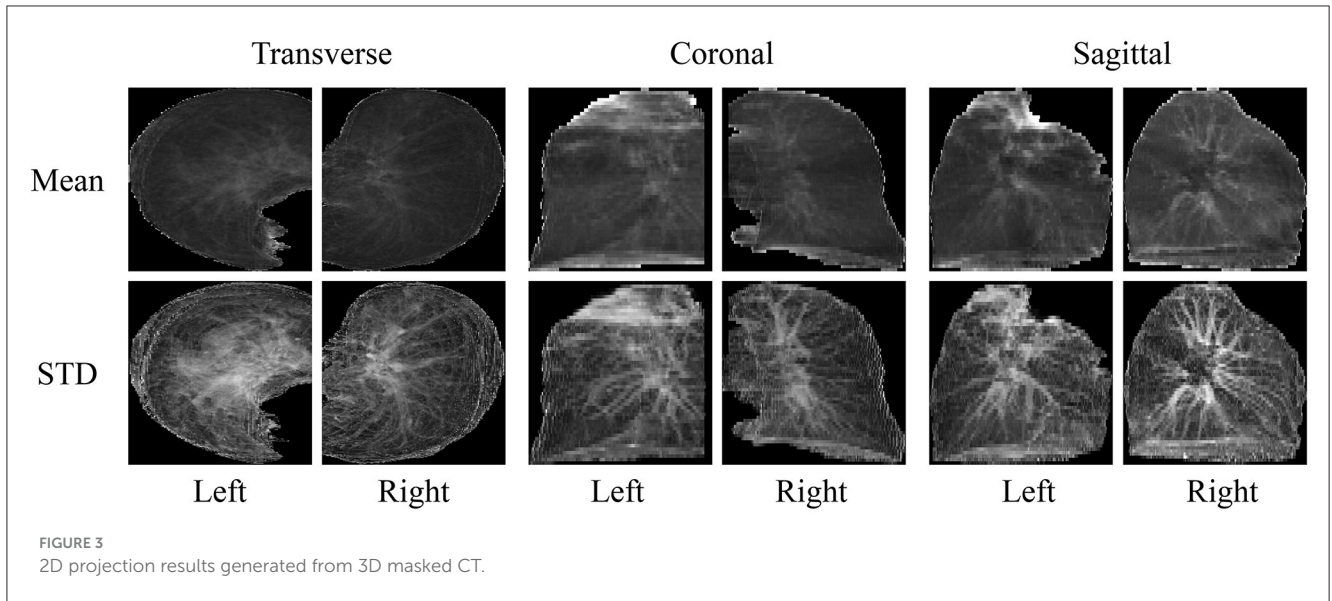 Transverse Coronal Sagittal
Mean
STD
Left Right Left Right Left Right
FIGURE 3
2D projection results generated from 3D masked CT.